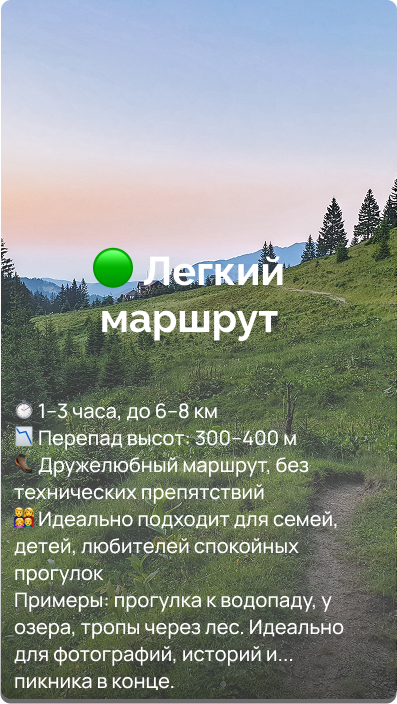 🟢 Легкий
маршрут
⏱️ 1–3 часа, до 6–8 км
📉 Перепад высот: 300–400 м
🥾 Дружелюбный маршрут, без
технических препятствий
👨‍👩‍👧‍👦 Идеально подходит для семей,
детей, любителей спокойных
прогулок
Примеры: прогулка к водопаду, у
озера, тропы через лес. Идеально
для фотографий, историй и...
пикника в конце.